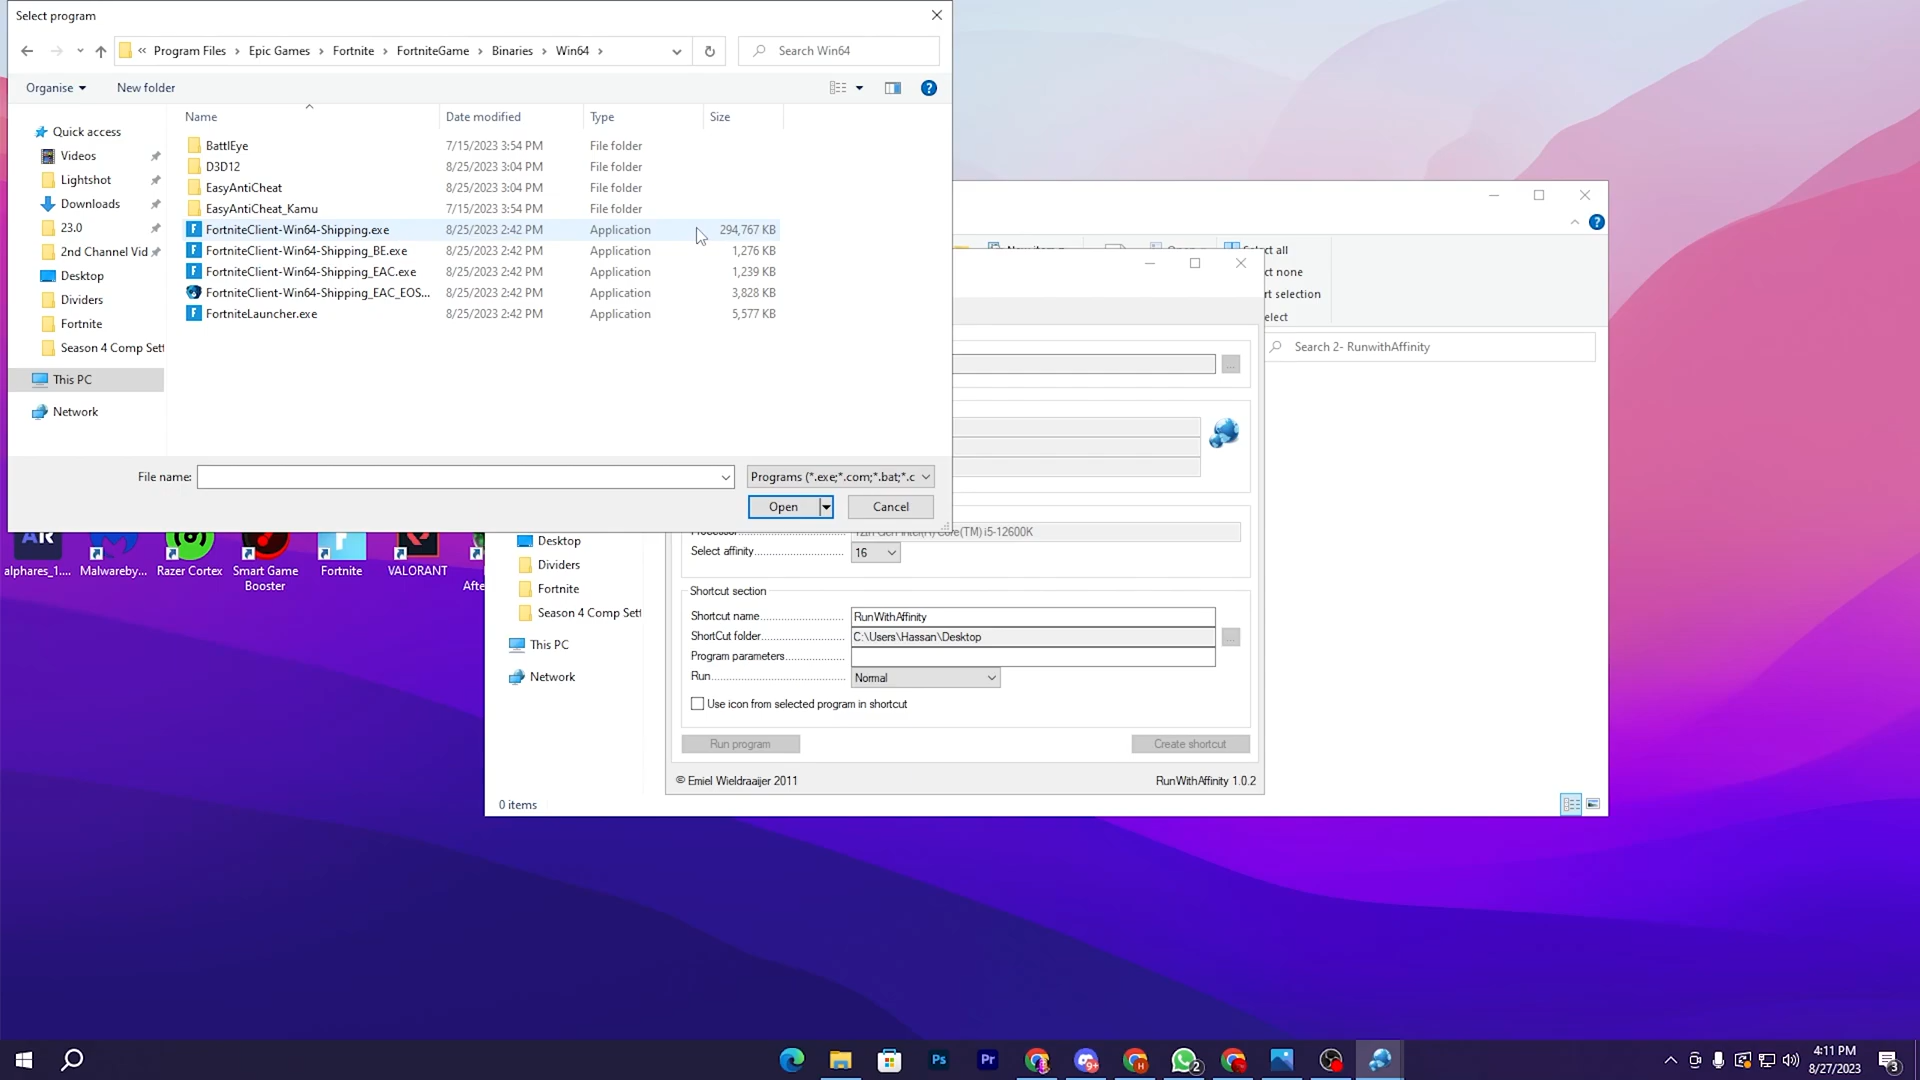 Select program
« Program Files › Epic Games › Fortnite › FortniteGame › Binaries › Win64 ›
Search Win64
Organise
New folder
Name
Date modified
Type
Size
Quick access
Videos
Lightshot
Downloads
23.0
2nd Channel Vid
Desktop
Dividers
Fortnite
Season 4 Comp Sett
This PC
Network
BattlEye 7/15/2023 3:54 PM File folder
D3D12 8/25/2023 3:04 PM File folder
EasyAntiCheat 8/25/2023 3:04 PM File folder
EasyAntiCheat_Kamu 7/15/2023 3:54 PM File folder
FortniteClient-Win64-Shipping.exe 8/25/2023 2:42 PM Application 294,767 KB
FortniteClient-Win64-Shipping_BE.exe 8/25/2023 2:42 PM Application 1,276 KB
FortniteClient-Win64-Shipping_EAC.exe 8/25/2023 2:42 PM Application 1,239 KB
FortniteClient-Win64-Shipping_EAC_EOS... 8/25/2023 2:42 PM Application 3,828 KB
FortniteLauncher.exe 8/25/2023 2:42 PM Application 5,577 KB
File name:
Programs (*.exe;*.com;*.bat;*.c
Open
Cancel
Select all
ct none
rt selection
elect
Search 2- RunwithAffinity
alphares_1....
Malwareby...
Razer Cortex
Smart Game
Booster
Fortnite
VALORANT
Afte
Desktop
Dividers
Fortnite
Season 4 Comp Sett
This PC
Network
0 items
12th Gen Intel(R) Core(TM) i5-12600K
Select affinity
16
Shortcut section
Shortcut name
RunWithAffinity
ShortCut folder
C:\Users\Hassan\Desktop
Program parameters
Run
Normal
Use icon from selected program in shortcut
Run program
Create shortcut
© Emiel Wieldraaijer 2011
RunWithAffinity 1.0.2
Ps
Pr
9+
2
4:11 PM
8/27/2023
3